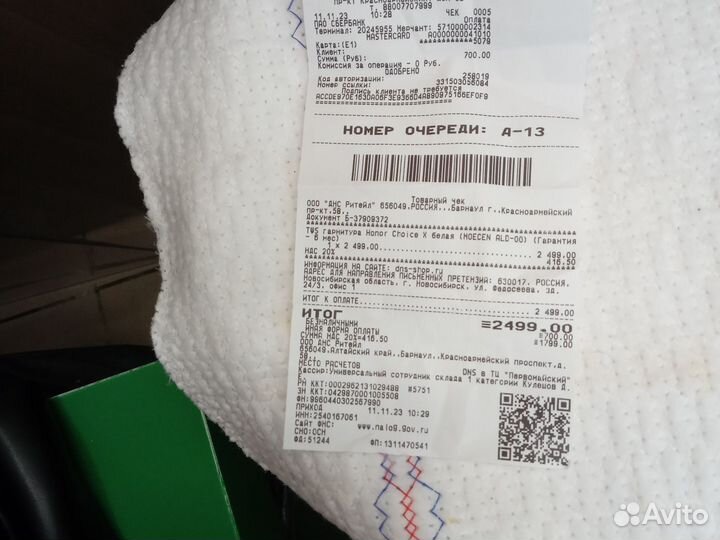 11.11.23 10:28 ЧЕК 0005
ПАО СБЕРБАНК Оплата
Терминал: 20245955 Мерчант: 571000002314
MASTERCARD A0000000041010
Карта:(E1) ************5079
Клиент:
Сумма (Руб): 700.00
Комиссия за операцию - 0 Руб.
ОДОБРЕНО
Код авторизации: 258019
Номер ссылки: 331503056084
Подпись клиента не требуется
НОМЕР ОЧЕРЕДИ: А-13
Товарный чек
ООО "ДНС Ритейл" 656049,РОССИЯ,,,Барнаул г.,Красноармейский
пр-кт,58,,
Документ Б-37909372
TWS гарнитура Honor Choice X белая (MOECEN ALD-00) (Гарантия
- 6 мес)
1 x 2 499.00 2 499.00
НДС 20% 416.50
ИНФОРМАЦИЯ НА САЙТЕ: dns-shop.ru
АДРЕС ДЛЯ НАПРАВЛЕНИЯ ПИСЬМЕННЫХ ПРЕТЕНЗИЙ: 630017, РОССИЯ,
Новосибирская область, г. Новосибирск, ул. Федосеева, зд.
24/3, офис 1
ИТОГ К ОПЛАТЕ 2 499.00
ИТОГ ≡2499.00
БЕЗНАЛИЧНЫМИ ≡700.00
ИНАЯ ФОРМА ОПЛАТЫ ≡1799.00
СУММА НДС 20%=416.50
ООО ДНС Ритейл
656049,Алтайский край,,Барнаул,,Красноармейский проспект,д.
58,,
МЕСТО РАСЧЕТОВ DNS в ТЦ "Первомайский"
Кассир:Универсальный сотрудник склада 1 категории Кулешов Д.
Е.
РН ККТ:0002962131029488 #5751
ЗН ККТ:0429870001005508
ФН:9960440302567990
ПРИХОД 11.11.23 10:29
ИНН:2540167061
Сайт ФНС: www.nalog.gov.ru
СНО:ОСН
ФД:51244 ФП:1311470541
Avito